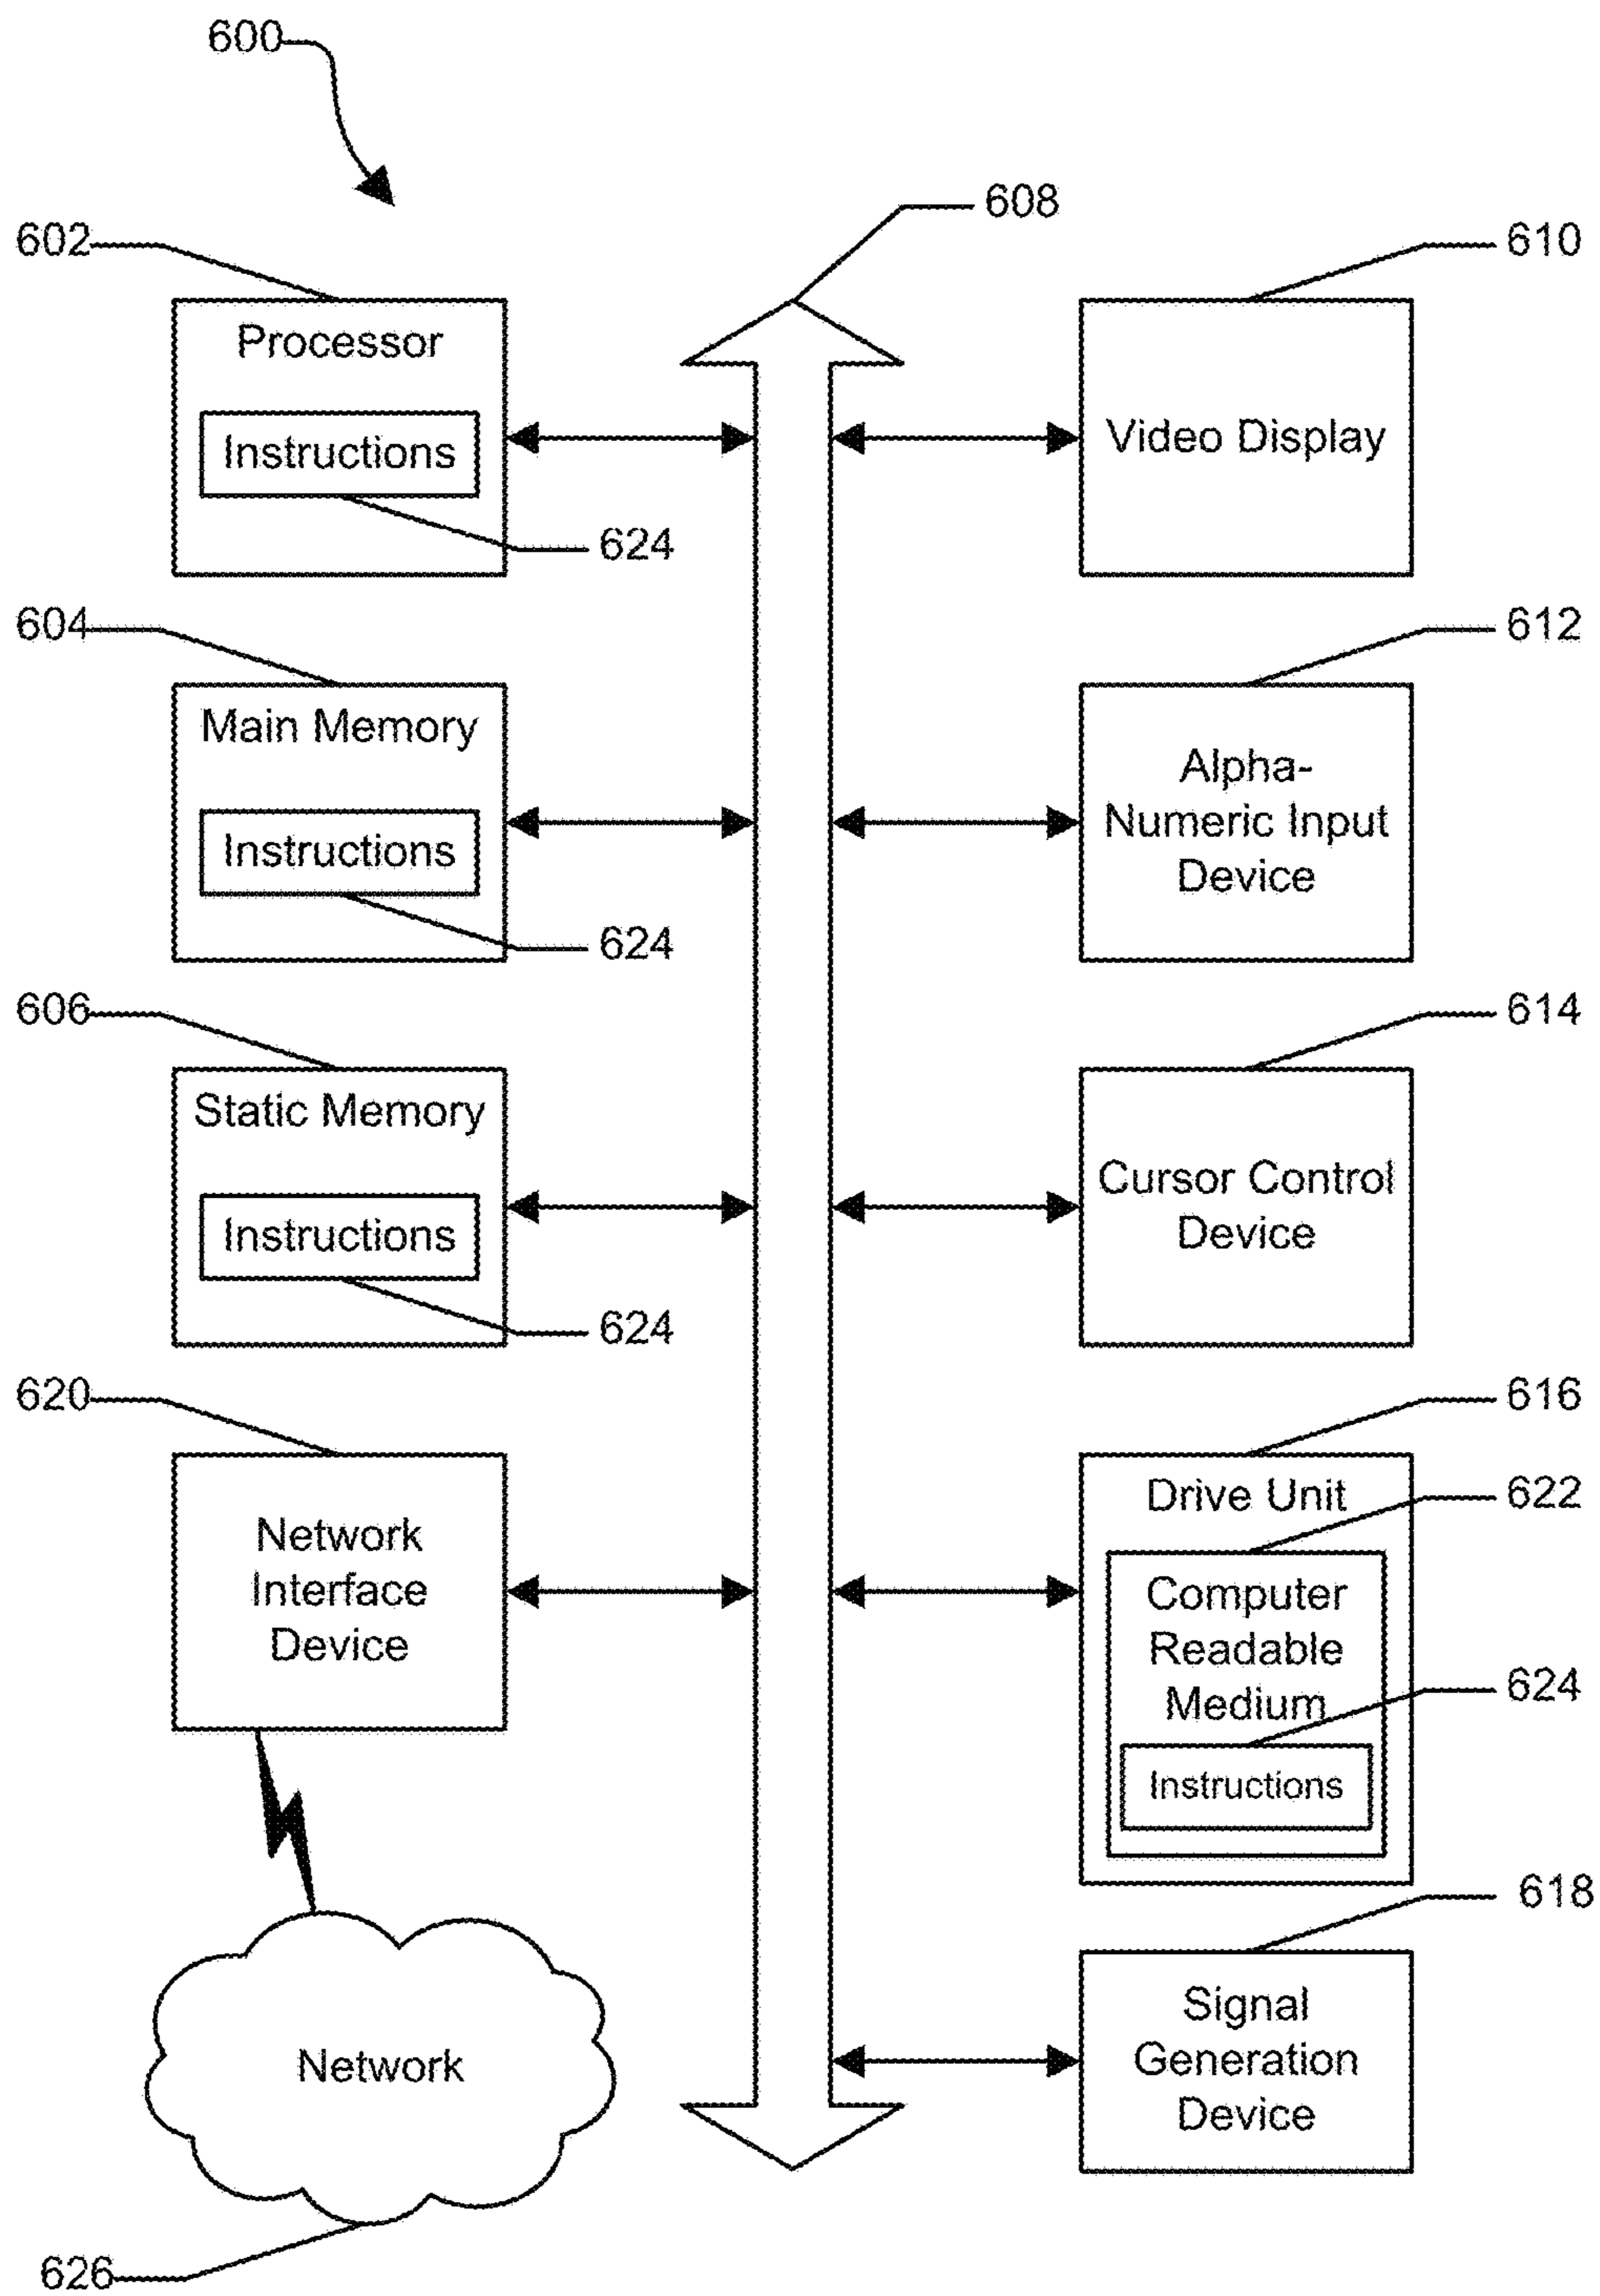 600
608
602
610
Processor
Instructions
624
Video Display
604
612
Main Memory
Instructions
624
Alpha-
Numeric Input
Device
606
614
Static Memory
Instructions
624
Cursor Control
Device
620
616
Network
Interface
Device
Drive Unit
622
Computer
Readable
Medium
624
Instructions
618
Signal
Generation
Device
Network
626